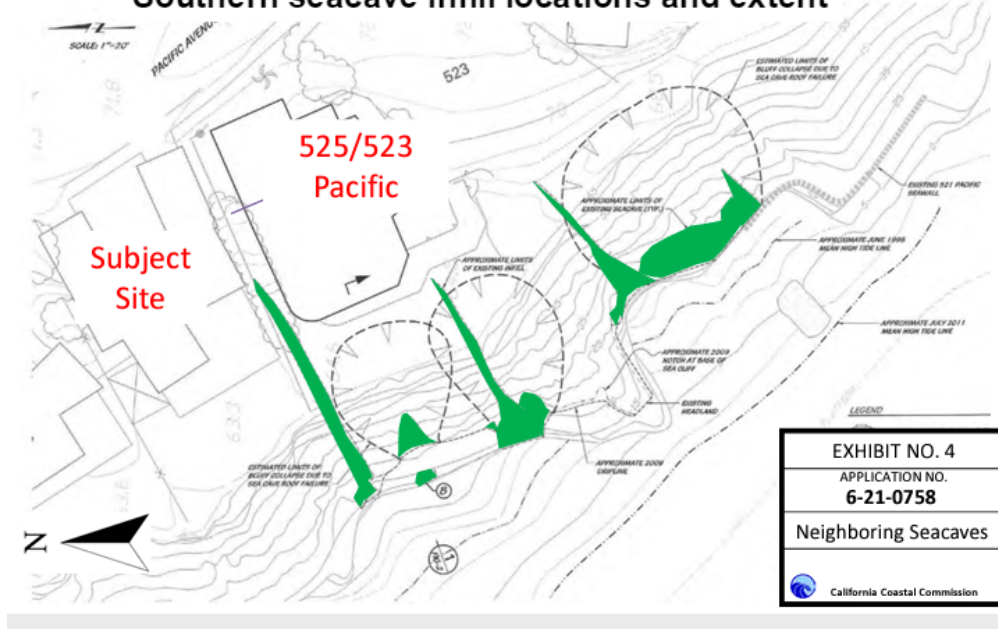 Southern seacave infill locations and extent
SCALE: 1"=20'
PACIFIC AVENU
523
525/523
Pacific
Subject
Site
ESTIMATED LIMITS OF
BLUFF COLLAPSE DUE TO
SEA CAVE ROOF FAILURE
APPROXIMATE LIMITS OF
EXISTING SEACAVE (TYP.)
EXISTING 521 PACIFIC
SEAWALL
APPROXIMATE JUNE 1998
MEAN HIGH TIDE LINE
APPROXIMATE LIMITS
OF EXISTING INFILL
APPROXIMATE JULY 2011
MEAN HIGH TIDE LINE
APPROXIMATE 2009
NOTCH AT BASE OF
SEA CLIFF
EXISTING
HEADLAND
LEGEND
ESTIMATED LIMITS OF
BLUFF COLLAPSE DUE TO
SEA CAVE ROOF FAILURE
APPROXIMATE 2009
DRIPLINE
8
N
1
EXHIBIT NO. 4
APPLICATION NO.
6-21-0758
Neighboring Seacaves
California Coastal Commission